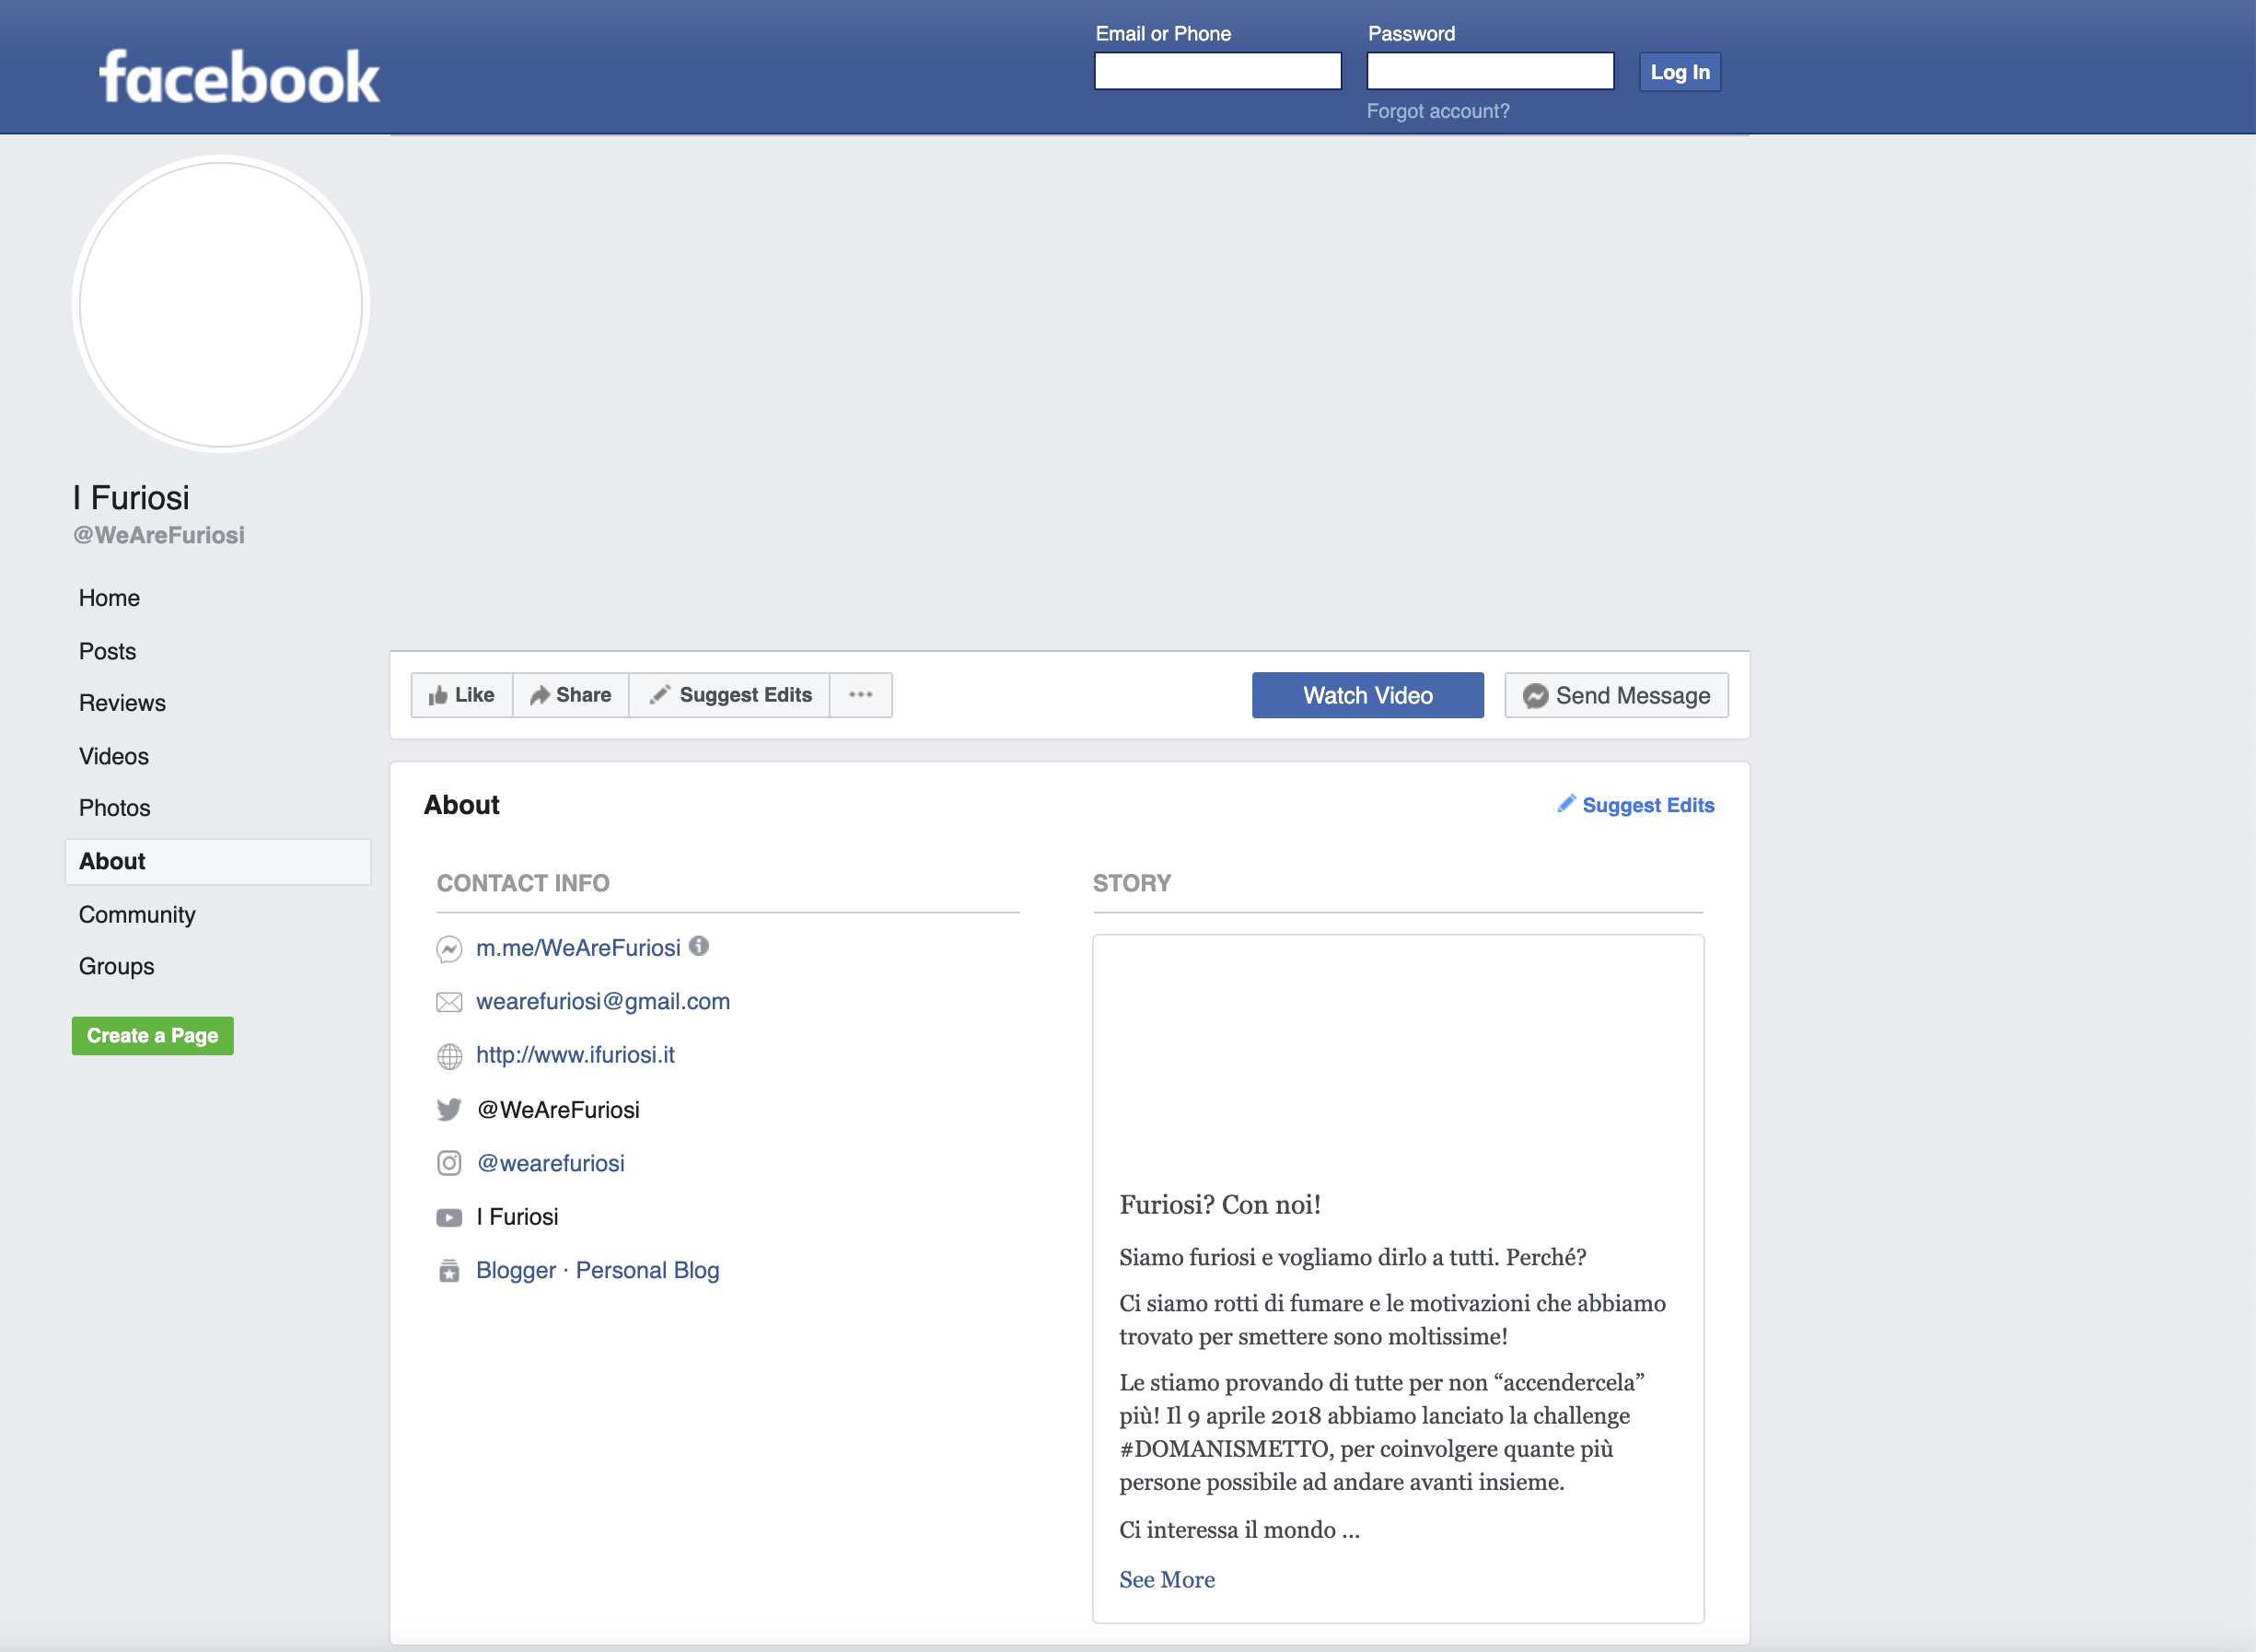 facebook
Email or Phone
Password
Log In
Forgot account?
I Furiosi
@WeAreFuriosi
Home
Posts
Reviews
Videos
Photos
About
Community
Groups
Create a Page
Like
Share
Suggest Edits
Watch Video
Send Message
About
Suggest Edits
CONTACT INFO
m.me/WeAreFuriosi
wearefuriosi@gmail.com
http://www.ifuriosi.it
@WeAreFuriosi
@wearefuriosi
I Furiosi
Blogger · Personal Blog
STORY
Furiosi? Con noi!
Siamo furiosi e vogliamo dirlo a tutti. Perché?
Ci siamo rotti di fumare e le motivazioni che abbiamo
trovato per smettere sono moltissime!
Le stiamo provando di tutte per non “accendercela”
più! Il 9 aprile 2018 abbiamo lanciato la challenge
#DOMANISMETTO, per coinvolgere quante più
persone possibile ad andare avanti insieme.
Ci interessa il mondo ...
See More